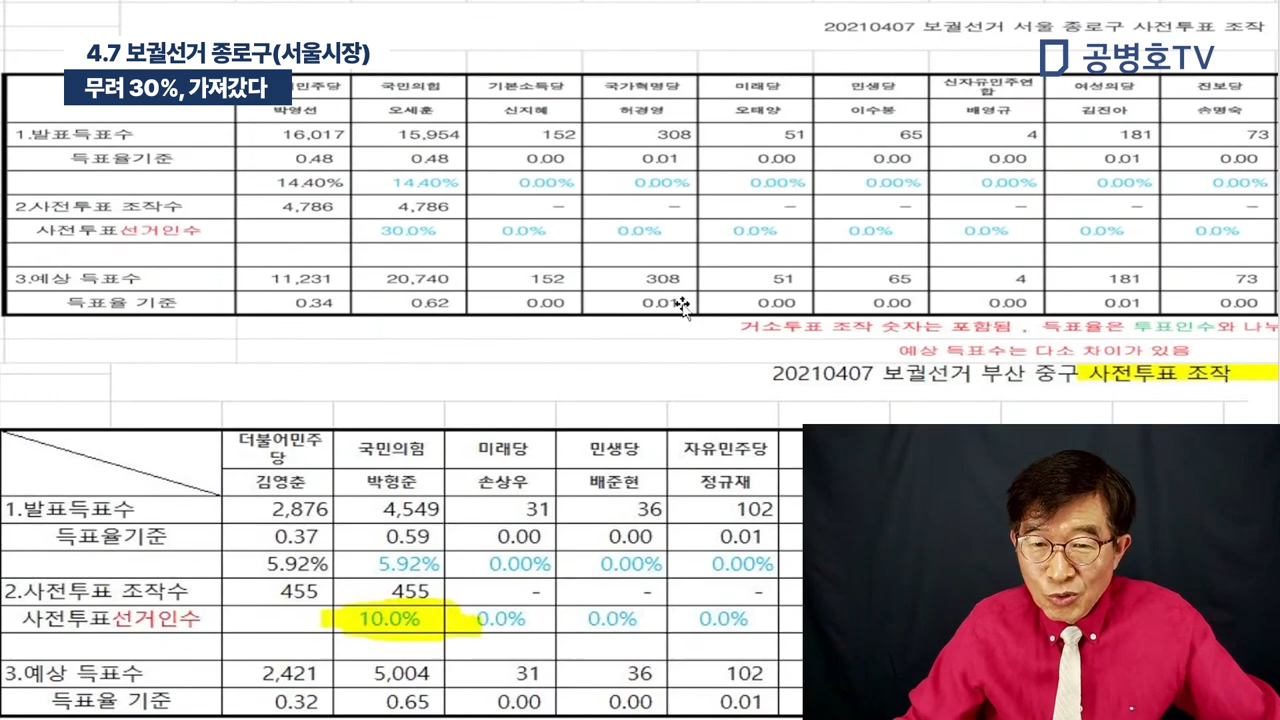 20210407 보궐선거 서울 종로구 사전투표 조작
4.7 보궐선거 종로구(서울시장)
공병호TV
무려 30%, 가져갔다
민주당 국민의힘 기본소득당 국가혁명당 미래당 민생당 신자유민주연합 여성의당 진보당
박영선 오세훈 신지혜 허경영 오태양 이수봉 배영규 김진아 송명숙
1.발표득표수 16,017 15,954 152 308 51 65 4 181 73
득표율기준 0.48 0.48 0.00 0.01 0.00 0.00 0.00 0.01 0.00
14.40% 14.40% 0.00% 0.00% 0.00% 0.00% 0.00% 0.00% 0.00%
2.사전투표 조작수 4,786 4,786 - - - - - - -
사전투표선거인수 30.0% 0.0% 0.0% 0.0% 0.0% 0.0% 0.0% 0.0%
3.예상 득표수 11,231 20,740 152 308 51 65 4 181 73
득표율 기준 0.34 0.62 0.00 0.01 0.00 0.00 0.00 0.01 0.00
거소투표 조작 숫자는 포함됨 , 득표율은 투표인수와 나누
예상 득표수는 다소 차이가 있음
20210407 보궐선거 부산 중구 사전투표 조작
더불어민주당 국민의힘 미래당 민생당 자유민주당
김영춘 박형준 손상우 배준현 정규재
1.발표득표수 2,876 4,549 31 36 102
득표율기준 0.37 0.59 0.00 0.00 0.01
5.92% 5.92% 0.00% 0.00% 0.00%
2.사전투표 조작수 455 455 - - -
사전투표선거인수 10.0% 0.0% 0.0% 0.0%
3.예상 득표수 2,421 5,004 31 36 102
득표율 기준 0.32 0.65 0.00 0.00 0.01